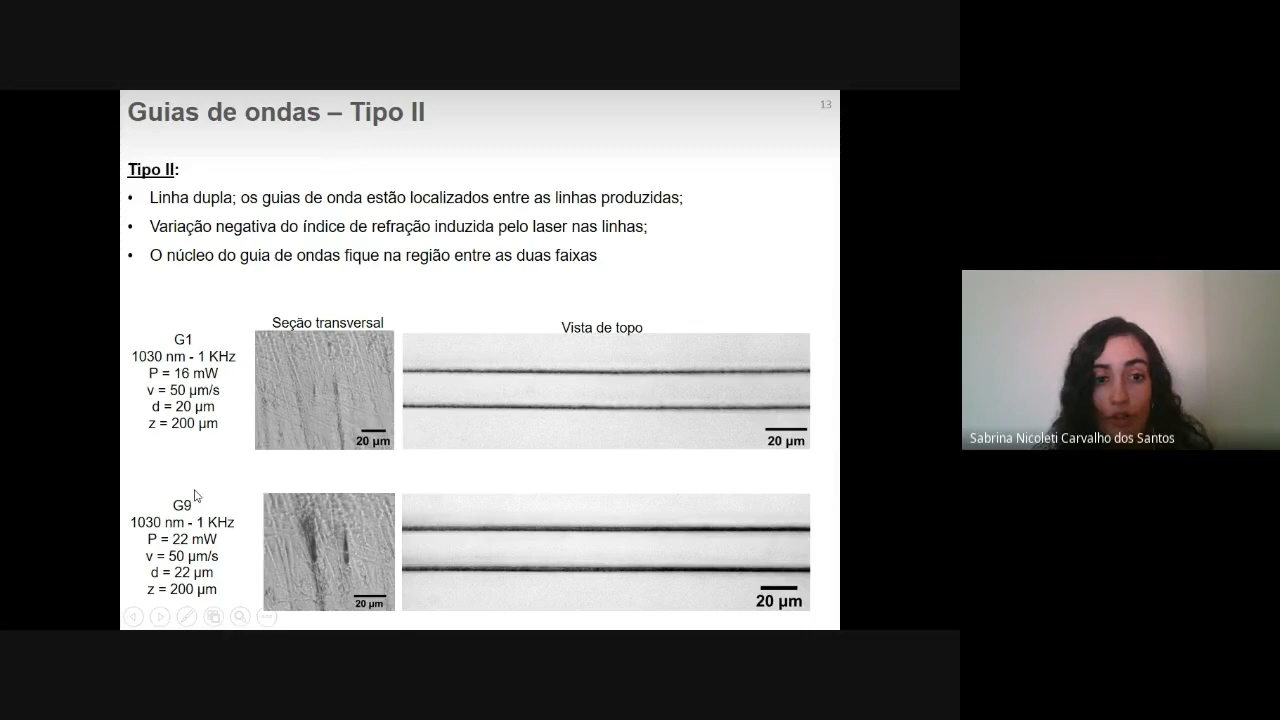 Guias de ondas – Tipo II
13
Tipo II:
• Linha dupla; os guias de onda estão localizados entre as linhas produzidas;
• Variação negativa do índice de refração induzida pelo laser nas linhas;
• O núcleo do guia de ondas fique na região entre as duas faixas
Seção transversal
Vista de topo
G1
1030 nm - 1 KHz
P = 16 mW
v = 50 µm/s
d = 20 µm
z = 200 µm
20 µm
20 µm
G9
1030 nm - 1 KHz
P = 22 mW
v = 50 µm/s
d = 22 µm
z = 200 µm
20 µm
20 µm
Sabrina Nicoleti Carvalho dos Santos